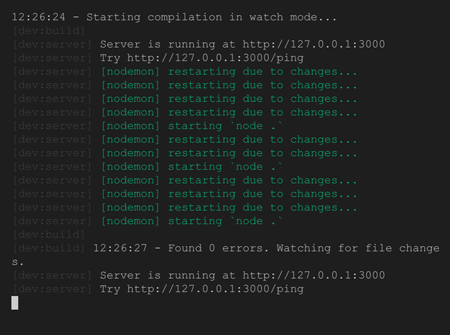 12:26:24 - Starting compilation in watch mode...
[dev:build]
[dev:server] Server is running at http://127.0.0.1:3000
[dev:server] Try http://127.0.0.1:3000/ping
[dev:server] [nodemon] restarting due to changes...
[dev:server] [nodemon] restarting due to changes...
[dev:server] [nodemon] restarting due to changes...
[dev:server] [nodemon] restarting due to changes...
[dev:server] [nodemon] starting `node .`
[dev:server] [nodemon] restarting due to changes...
[dev:server] [nodemon] restarting due to changes...
[dev:server] [nodemon] starting `node .`
[dev:server] [nodemon] restarting due to changes...
[dev:server] [nodemon] restarting due to changes...
[dev:server] [nodemon] restarting due to changes...
[dev:server] [nodemon] starting `node .`
[dev:build]
[dev:build] 12:26:27 - Found 0 errors. Watching for file change
s.
[dev:server] Server is running at http://127.0.0.1:3000
[dev:server] Try http://127.0.0.1:3000/ping